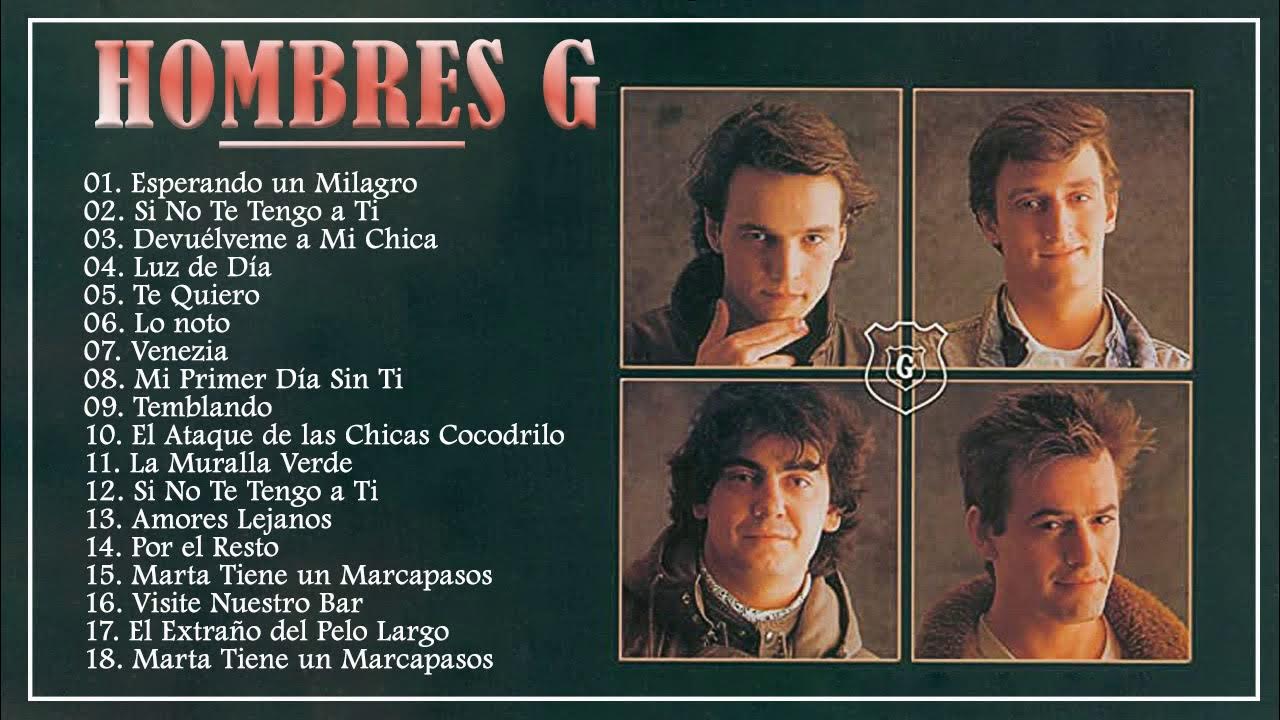 HOMBRES G
01. Esperando un Milagro
02. Si No Te Tengo a Ti
03. Devuélveme a Mi Chica
04. Luz de Día
05. Te Quiero
06. Lo noto
07. Venezia
08. Mi Primer Día Sin Ti
09. Temblando
10. El Ataque de las Chicas Cocodrilo
11. La Muralla Verde
12. Si No Te Tengo a Ti
13. Amores Lejanos
14. Por el Resto
15. Marta Tiene un Marcapasos
16. Visite Nuestro Bar
17. El Extraño del Pelo Largo
18. Marta Tiene un Marcapasos
G